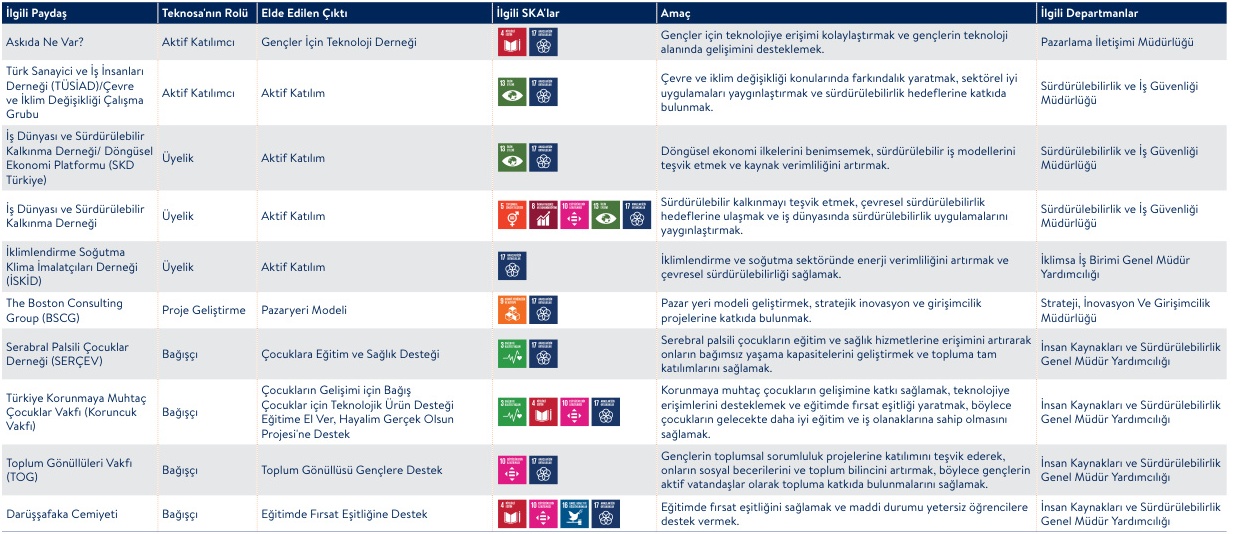 İlgili Paydaş Teknosa'nın Rolü Elde Edilen Çıktı İlgili SKA'lar Amaç İlgili Departmanlar
Askıda Ne Var? Aktif Katılımcı Gençler İçin Teknoloji Derneği 4 17 Gençler için teknolojiye erişimi kolaylaştırmak ve gençlerin teknoloji
alanında gelişimini desteklemek. Pazarlama İletişimi Müdürlüğü
Türk Sanayici ve İş İnsanları
Derneği (TÜSİAD)/Çevre
ve İklim Değişikliği Çalışma
Grubu
Aktif Katılımcı Aktif Katılım 13 17
Çevre ve iklim değişikliği konularında farkındalık yaratmak, sektörel iyi
uygulamaları yaygınlaştırmak ve sürdürülebilirlik hedeflerine katkıda
bulunmak.
Sürdürülebilirlik ve İş Güvenliği
Müdürlüğü
İş Dünyası ve Sürdürülebilir
Kalkınma Derneği/ Döngüsel
Ekonomi Platformu (SKD
Türkiye)
Üyelik Aktif Katılım 13 17
Döngüsel ekonomi ilkelerini benimsemek, sürdürülebilir iş modellerini
teşvik etmek ve kaynak verimliliğini artırmak.
Sürdürülebilirlik ve İş Güvenliği
Müdürlüğü
İş Dünyası ve Sürdürülebilir
Kalkınma Derneği
Üyelik Aktif Katılım 5 8 10 13 17
Sürdürülebilir kalkınmayı teşvik etmek, çevresel sürdürülebilirlik
hedeflerine ulaşmak ve iş dünyasında sürdürülebilirlik uygulamalarını
yaygınlaştırmak.
Sürdürülebilirlik ve İş Güvenliği
Müdürlüğü
İklimlendirme Soğutma
Klima İmalatçıları Derneği
(İSKİD)
Üyelik Aktif Katılım 17
İklimlendirme ve soğutma sektöründe enerji verimliliğini artırmak ve
çevresel sürdürülebilirliği sağlamak.
İklimsa İş Birimi Genel Müdür
Yardımcılığı
The Boston Consulting
Group (BSCG)
Proje Geliştirme Pazaryeri Modeli 9 17
Pazar yeri modeli geliştirmek, stratejik inovasyon ve girişimcilik
projelerine katkıda bulunmak.
Strateji, İnovasyon Ve Girişimcilik
Müdürlüğü
Serabral Palsili Çocuklar
Derneği (SERÇEV)
Bağışçı Çocuklara Eğitim ve Sağlık Desteği 3 17
Serebral palsili çocukların eğitim ve sağlık hizmetlerine erişimini artırarak
onların bağımsız yaşama kapasitelerini geliştirmek ve topluma tam
katılımlarını sağlamak.
İnsan Kaynakları ve Sürdürülebilirlik
Genel Müdür Yardımcılığı
Türkiye Korunmaya Muhtaç
Çocuklar Vakfı (Koruncuk
Vakfı)
Bağışçı
Çocukların Gelişimi için Bağış
Çocuklar için Teknolojik Ürün Desteği
Eğitime El Ver, Hayalim Gerçek Olsun
Projesi'ne Destek
3 4 10 17
Korunmaya muhtaç çocukların gelişimine katkı sağlamak, teknolojiye
erişimlerini desteklemek ve eğitimde fırsat eşitliği yaratmak, böylece
çocukların gelecekte daha iyi eğitim ve iş olanaklarına sahip olmasını
sağlamak.
İnsan Kaynakları ve Sürdürülebilirlik
Genel Müdür Yardımcılığı
Toplum Gönüllüleri Vakfı
(TOG)
Bağışçı Toplum Gönüllüsü Gençlere Destek 10 17
Gençlerin toplumsal sorumluluk projelerine katılımını teşvik ederek,
onların sosyal becerilerini ve toplum bilincini artırmak, böylece gençlerin
aktif vatandaşlar olarak topluma katkıda bulunmalarını sağlamak.
İnsan Kaynakları ve Sürdürülebilirlik
Genel Müdür Yardımcılığı
Darüşşafaka Cemiyeti Bağışçı Eğitimde Fırsat Eşitliğine Destek 4 10 16 17
Eğitimde fırsat eşitliğini sağlamak ve maddi durumu yetersiz öğrencilere
destek vermek.
İnsan Kaynakları ve Sürdürülebilirlik
Genel Müdür Yardımcılığı